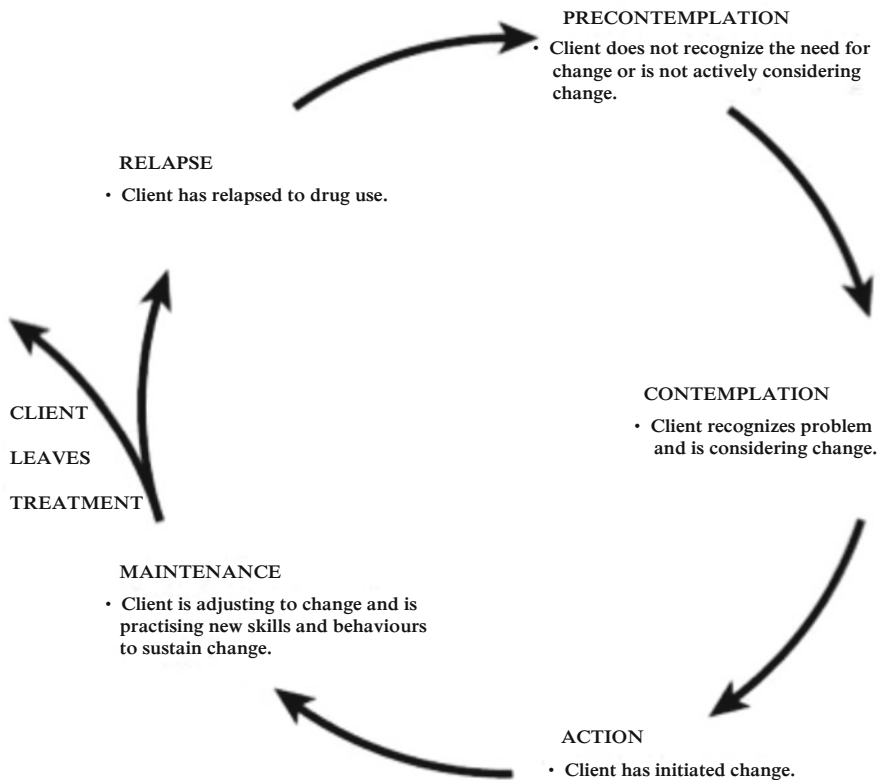 PRECONTEMPLATION
• Client does not recognize the need for
change or is not actively considering
change.
RELAPSE
• Client has relapsed to drug use.
CONTEMPLATION
• Client recognizes problem
and is considering change.
CLIENT
LEAVES
TREATMENT
MAINTENANCE
• Client is adjusting to change and is
practising new skills and behaviours
to sustain change.
ACTION
• Client has initiated change.